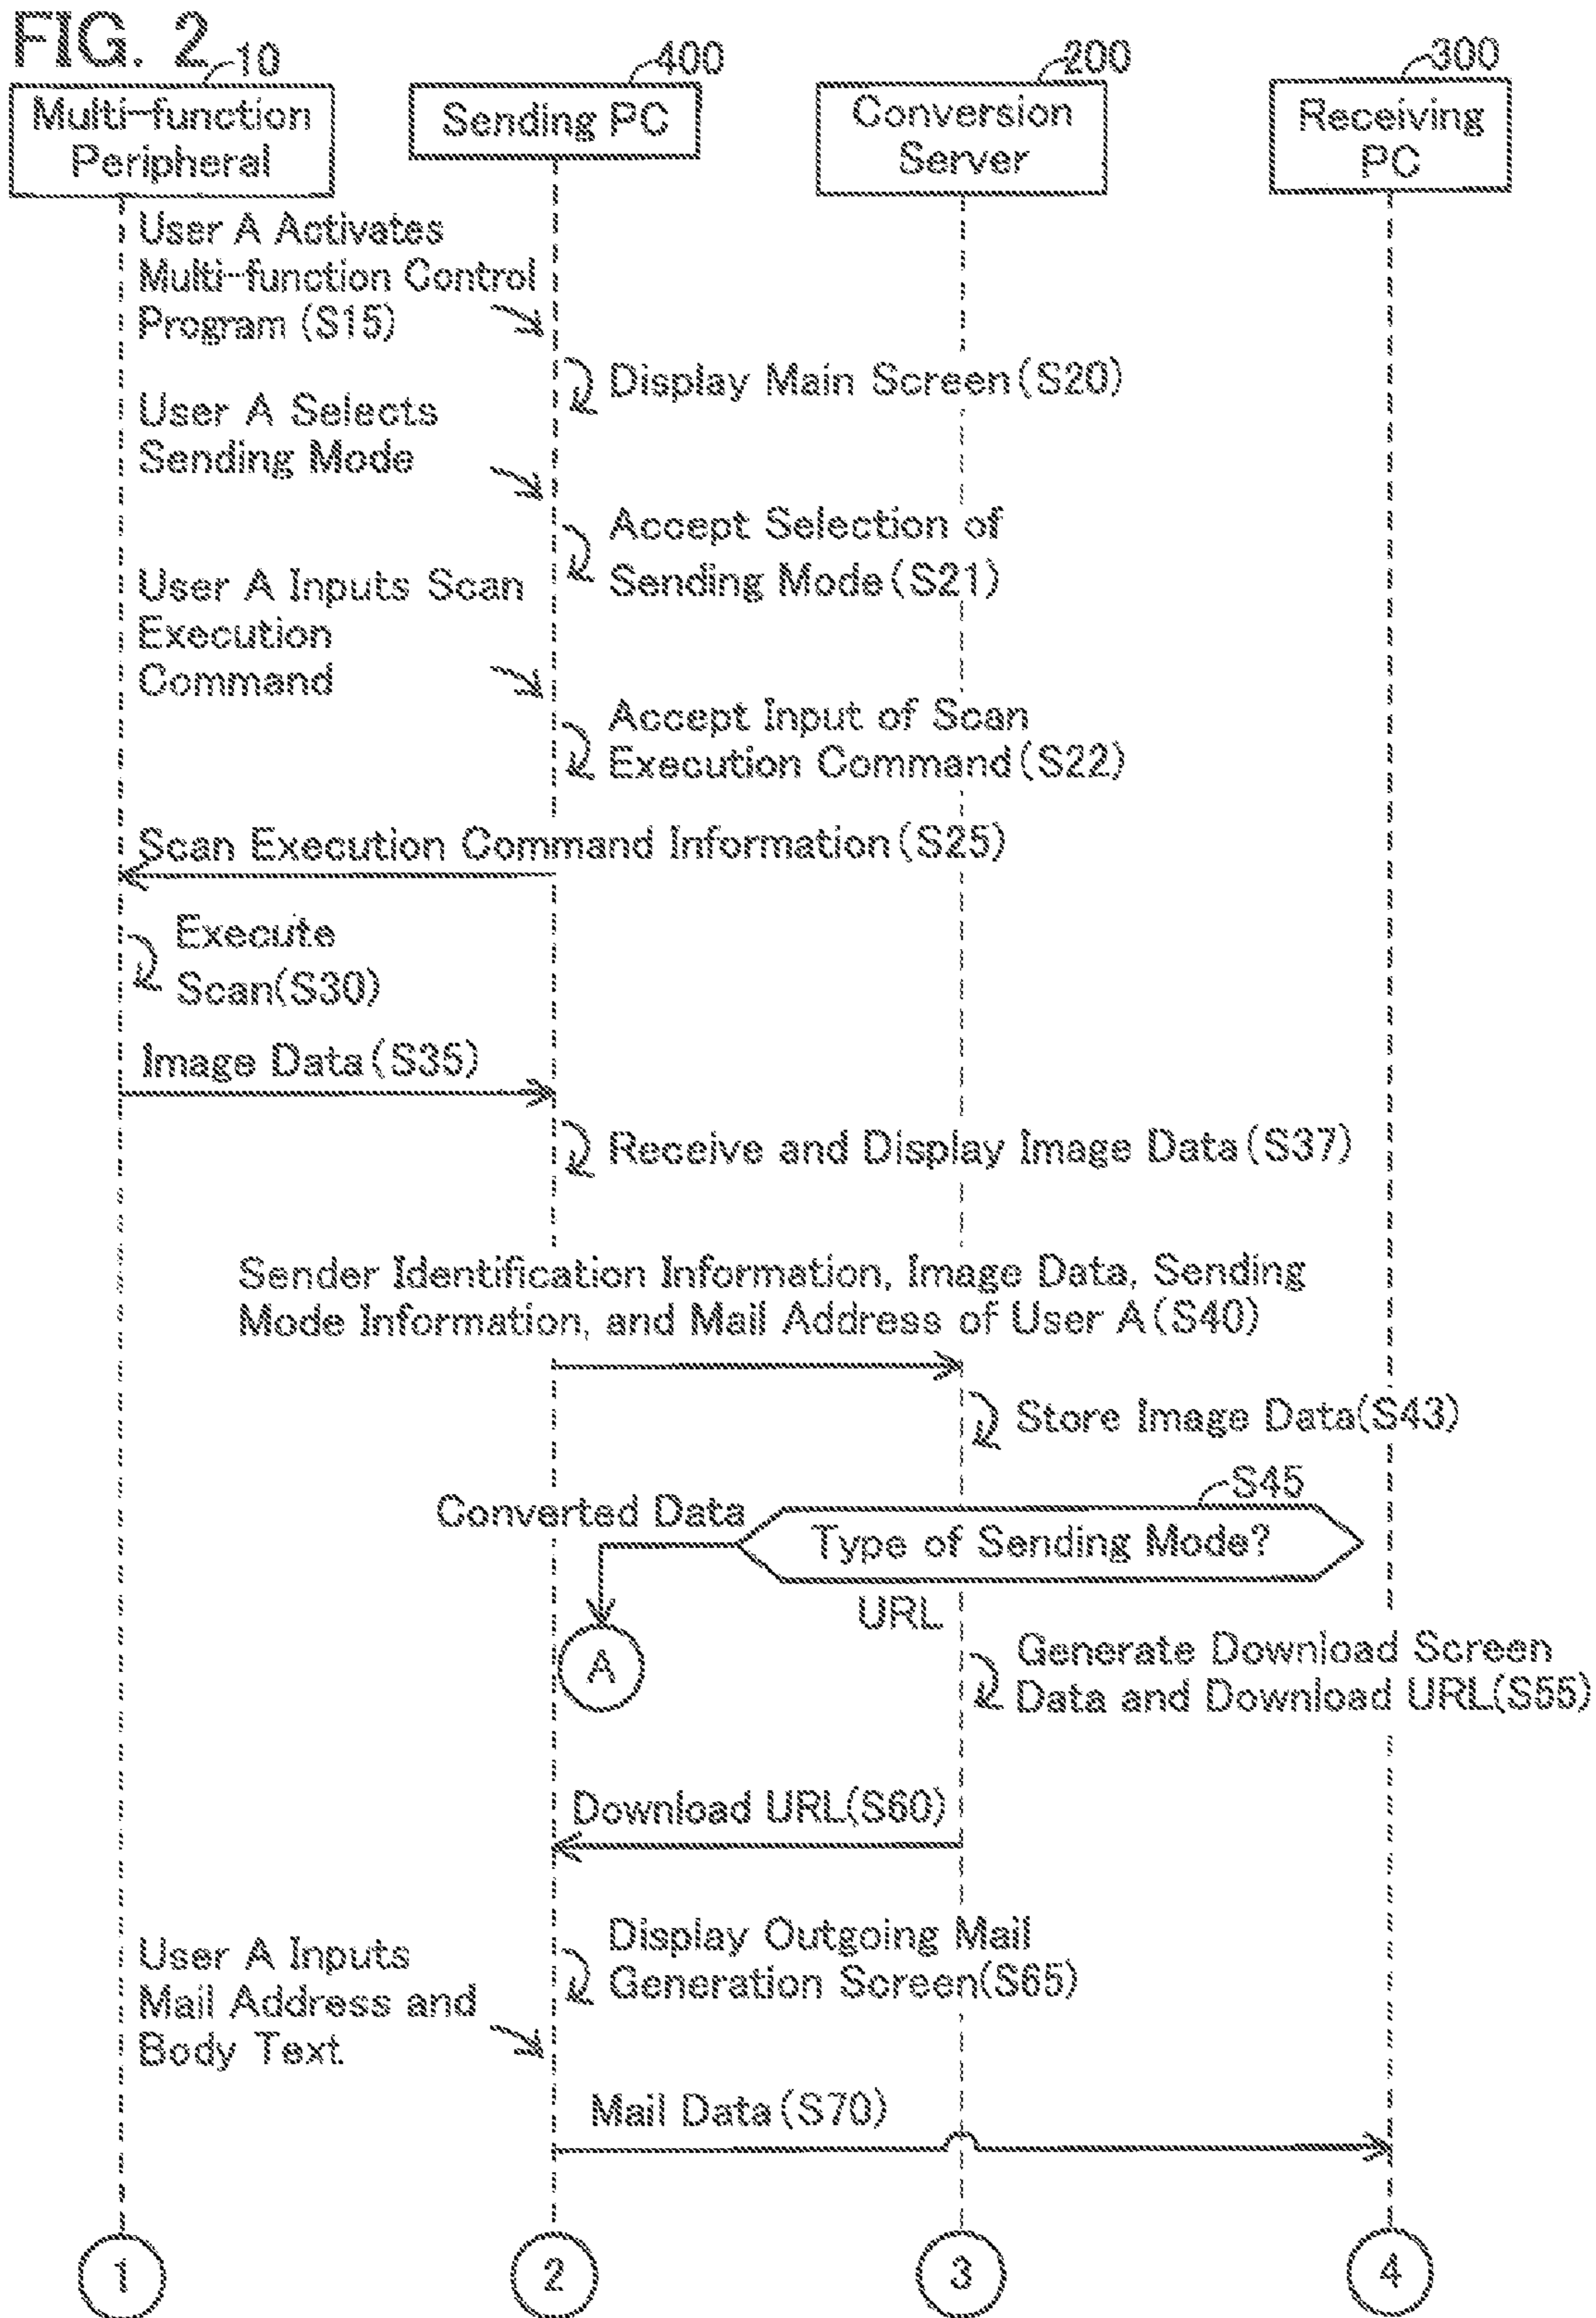 FIG. 2
10
400
200
300
Multi-function
Peripheral
Sending PC
Conversion
Server
Receiving
PC
User A Activates
Multi-function Control
Program (S15)
Display Main Screen(S20)
User A Selects
Sending Mode
Accept Selection of
Sending Mode(S21)
User A Inputs Scan
Execution
Command
Accept Input of Scan
Execution Command(S22)
Scan Execution Command Information(S25)
Execute
Scan(S30)
Image Data(S35)
Receive and Display Image Data(S37)
Sender Identification Information, Image Data, Sending
Mode Information, and Mail Address of User A(S40)
Store Image Data(S43)
S45
Converted Data
Type of Sending Mode?
URL
A
Generate Download Screen
Data and Download URL(S55)
Download URL(S60)
Display Outgoing Mail
Generation Screen(S65)
User A Inputs
Mail Address and
Body Text
Mail Data(S70)
1
2
3
4